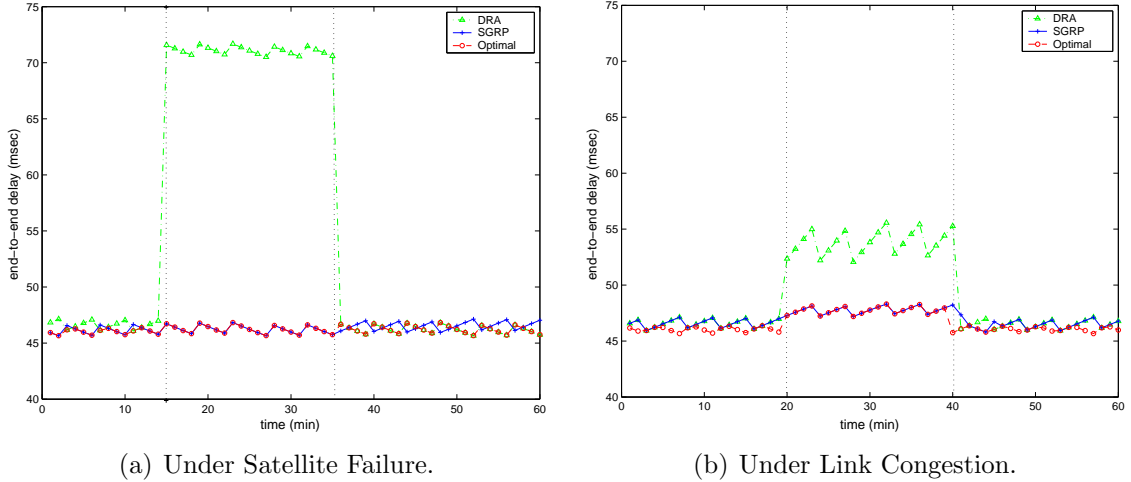 75
70
65
60
55
50
45
40
0
10
20
30
40
50
60
end-to-end delay (msec)
time (min)
DRA
SGRP
Optimal
(a) Under Satellite Failure.
75
70
65
60
55
50
45
40
0
10
20
30
40
50
60
end-to-end delay (msec)
time (min)
DRA
SGRP
Optimal
(b) Under Link Congestion.